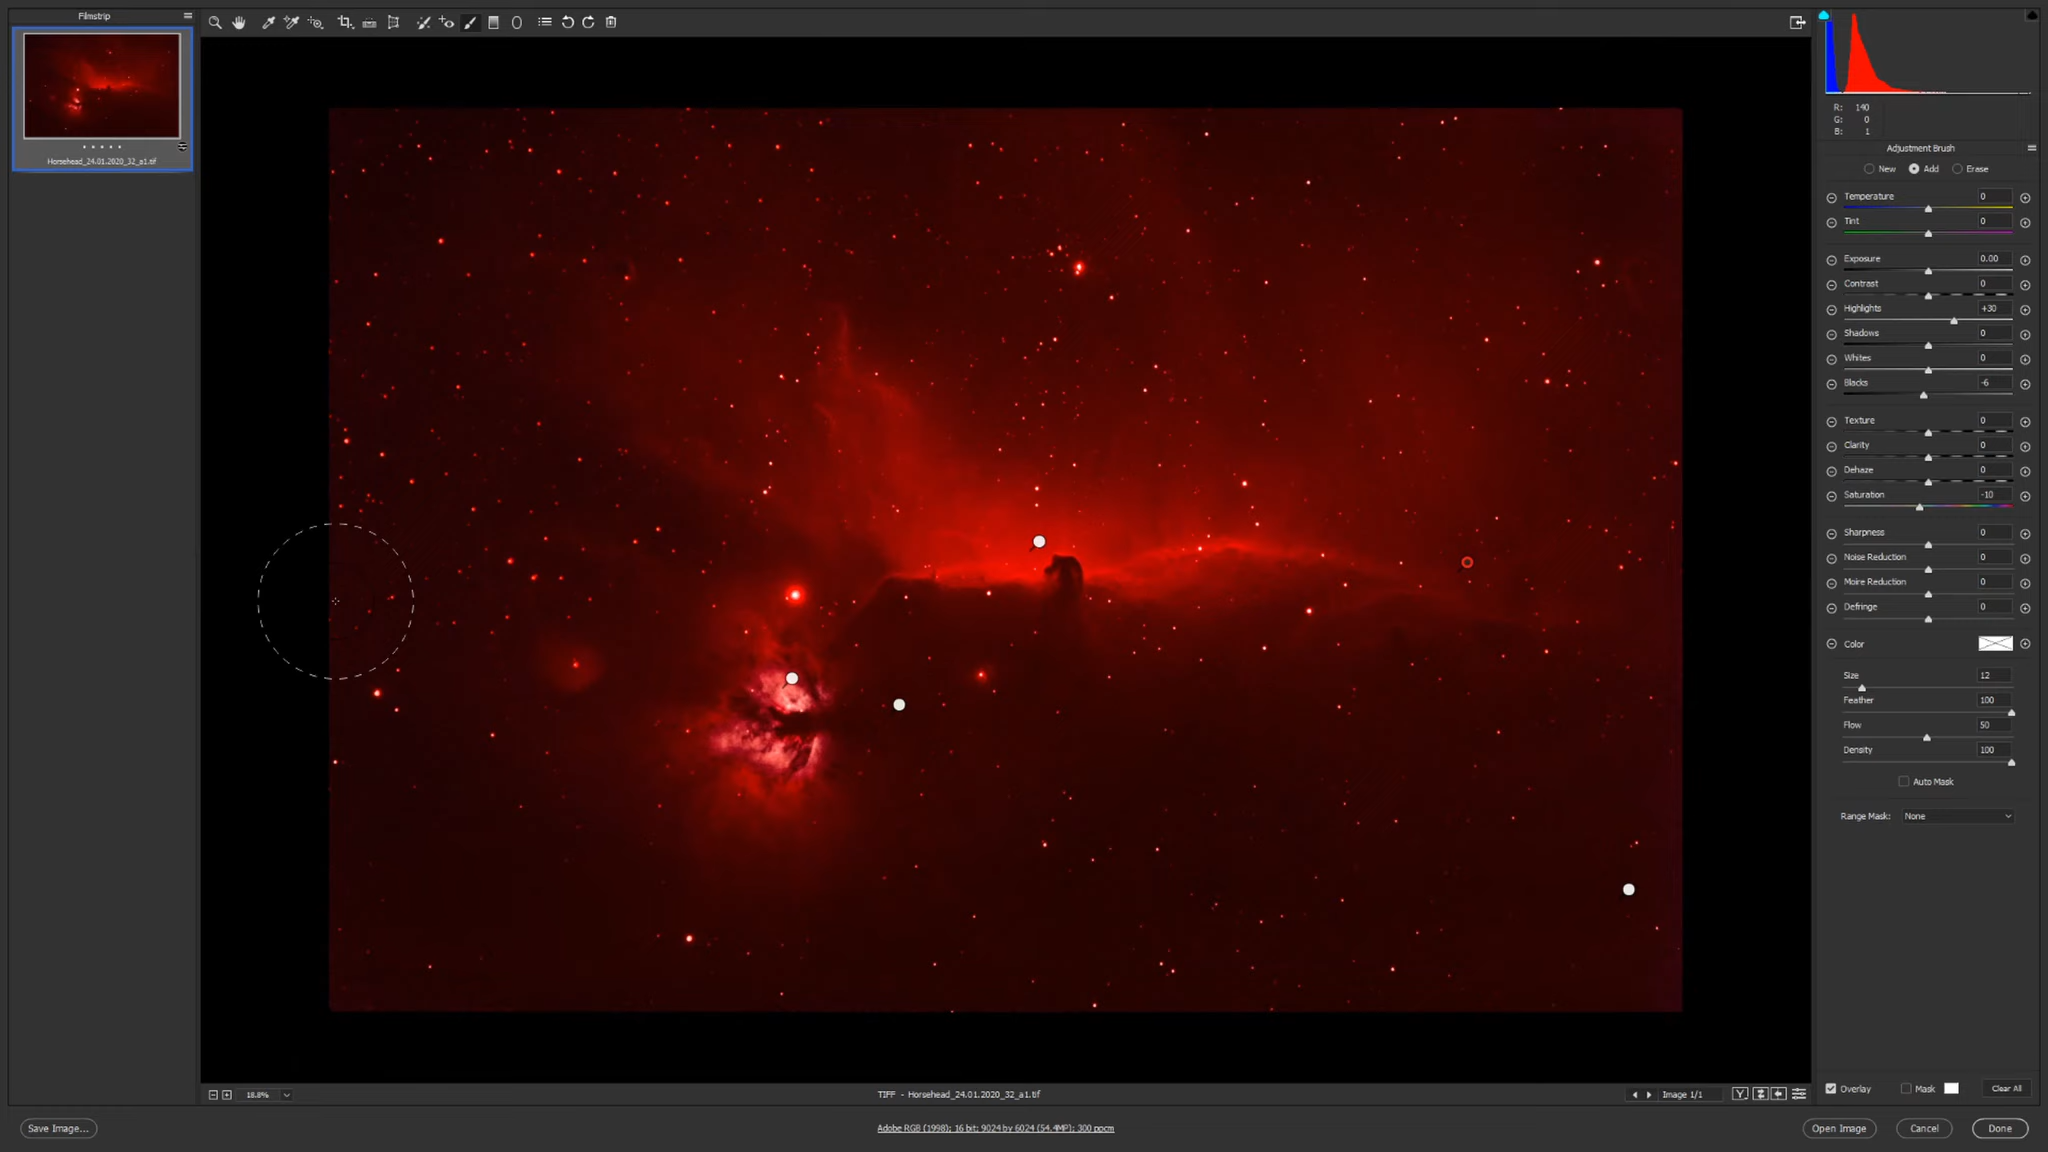 Filmstrip
Horsehead_24.01.2020_32_a1.tif
R: 140
G: 0
B: 1
Adjustment Brush
New Add Erase
Temperature 0
Tint 0
Exposure 0.00
Contrast 0
Highlights +30
Shadows 0
Whites 0
Blacks -6
Texture 0
Clarity 0
Dehaze 0
Saturation -10
Sharpness 0
Noise Reduction 0
Moire Reduction 0
Defringe 0
Color
Size 12
Feather 100
Flow 50
Density 100
Auto Mask
Range Mask: None
Overlay Mask Clear All
18.8% TIFF - Horsehead_24.01.2020_32_a1.tif Image 1/1 Y
Save Image... Adobe RGB (1998); 16 bit; 9024 by 6024 (54.4MP); 300 ppcm Open Image Cancel Done